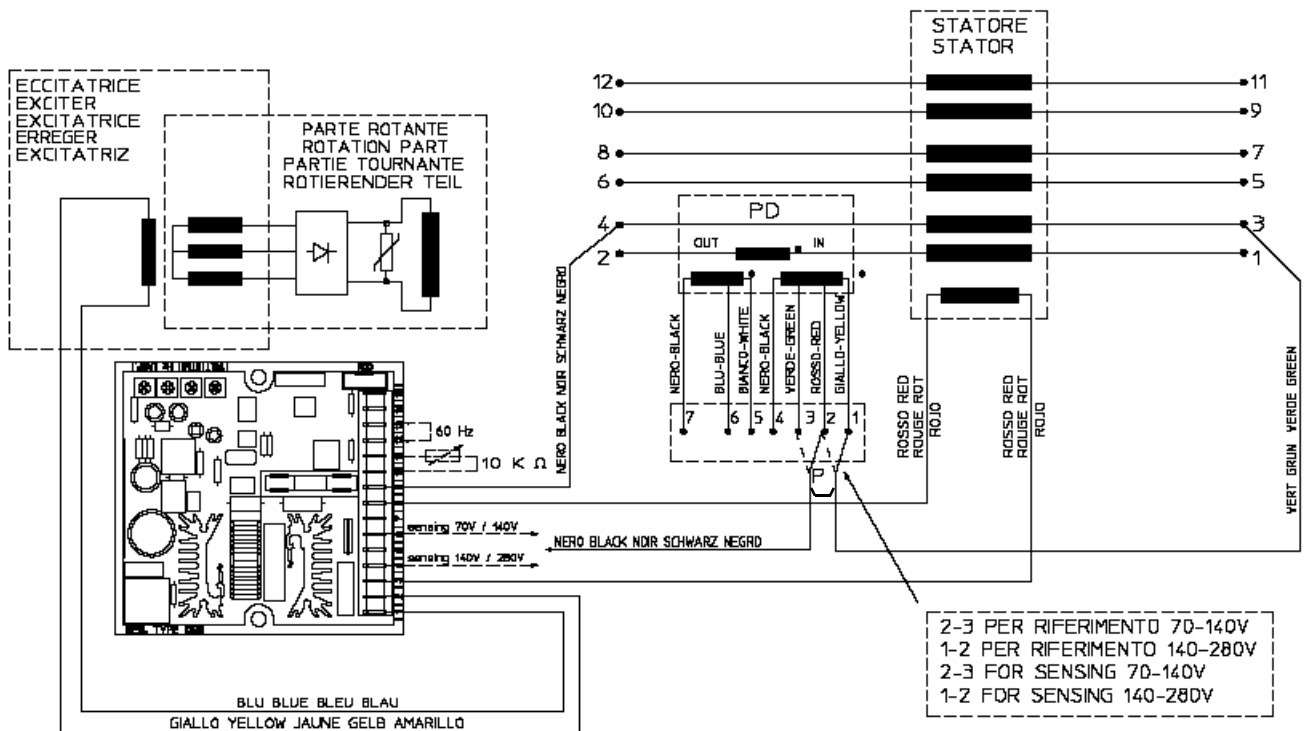 ECCITATRICE
EXCITER
EXCITATRICE
ERREGER
EXCITATRIZ
PARTE ROTANTE
ROTATION PART
PARTIE TOURNANTE
ROTIERENDER TEIL
STATORE
STATOR
12
11
10
9
8
7
6
5
4
3
2
1
PD
OUT
IN
NERO-BLACK
BLU-BLUE
BIANCO-WHITE
NERO-BLACK
VERDE-GREEN
ROSSO-RED
GIALLO-YELLOW
7
6
5
4
3
2
1
P
NERO BLACK NOIR SCHWARZ NEGRO
ROSSO RED
ROUGE ROT
ROJO
ROSSO RED
ROUGE ROT
ROJO
VERT GRUN VERDE GREEN
60 Hz
10 K Ω
sensing 70V / 140V
NERO BLACK NOIR SCHWARZ NEGRO
sensing 140V / 280V
2-3 PER RIFERIMENTO 70-140V
1-2 PER RIFERIMENTO 140-280V
2-3 FOR SENSING 70-140V
1-2 FOR SENSING 140-280V
BLU BLUE BLEU BLAU
GIALLO YELLOW JAUNE GELB AMARILLO